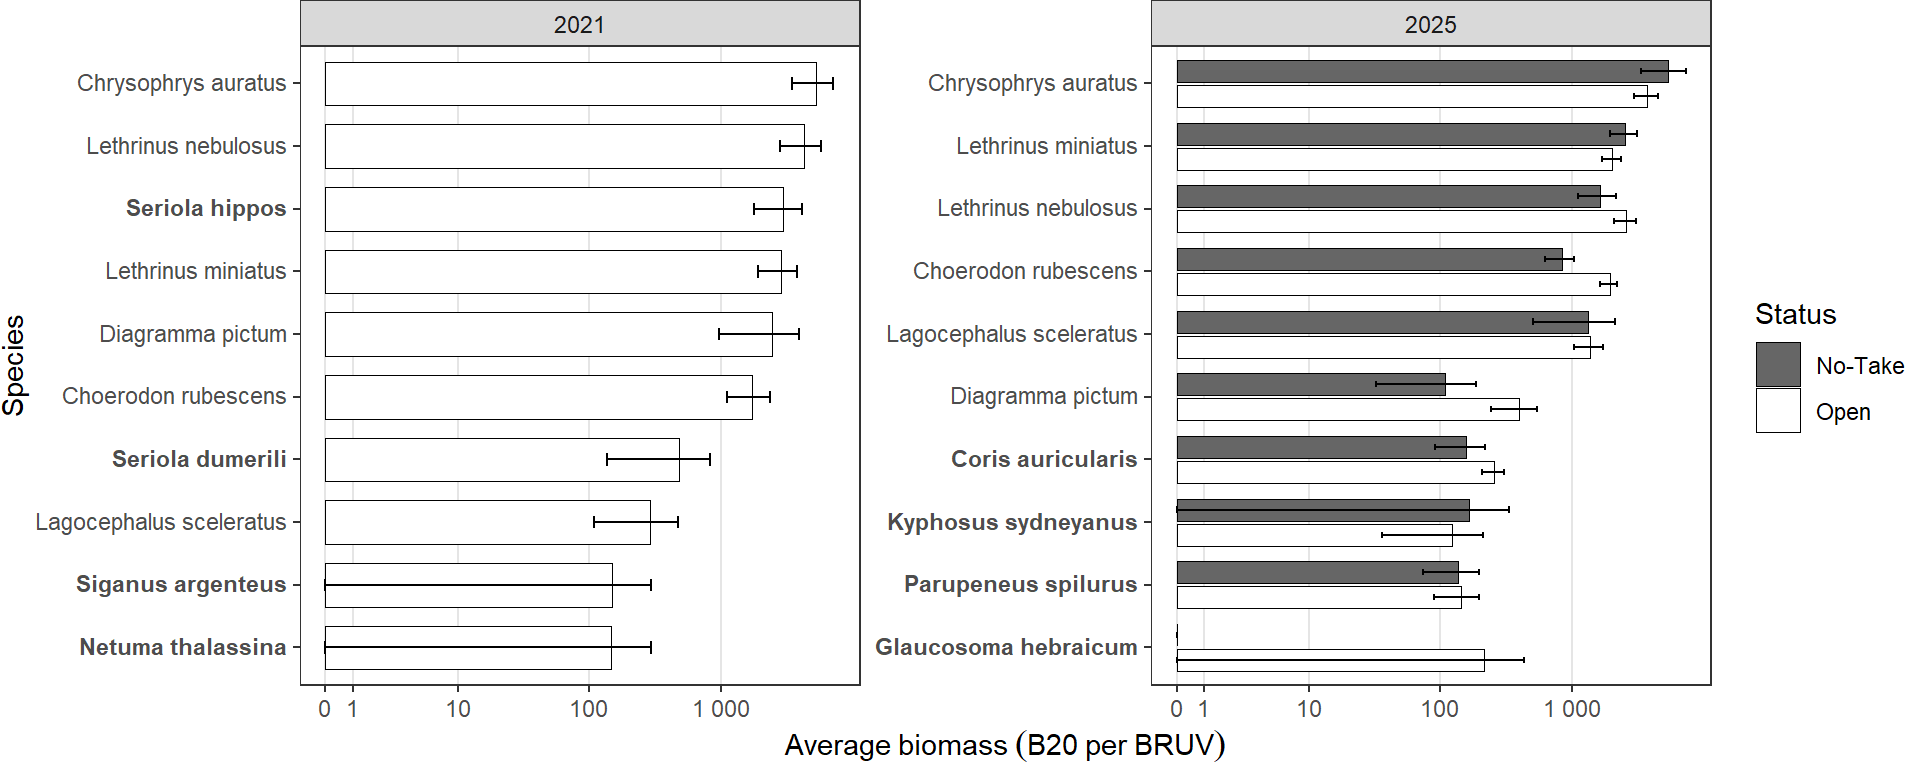 2021
2025
Chrysophrys auratus
Lethrinus nebulosus
Seriola hippos
Lethrinus miniatus
Diagramma pictum
Choerodon rubescens
Seriola dumerili
Lagocephalus sceleratus
Siganus argenteus
Netuma thalassina
Chrysophrys auratus
Lethrinus miniatus
Lethrinus nebulosus
Choerodon rubescens
Lagocephalus sceleratus
Diagramma pictum
Coris auricularis
Kyphosus sydneyanus
Parupeneus spilurus
Glaucosoma hebraicum
0 1 10 100 1 000
0 1 10 100 1 000
Species
Average biomass (B20 per BRUV)
Status
No-Take
Open